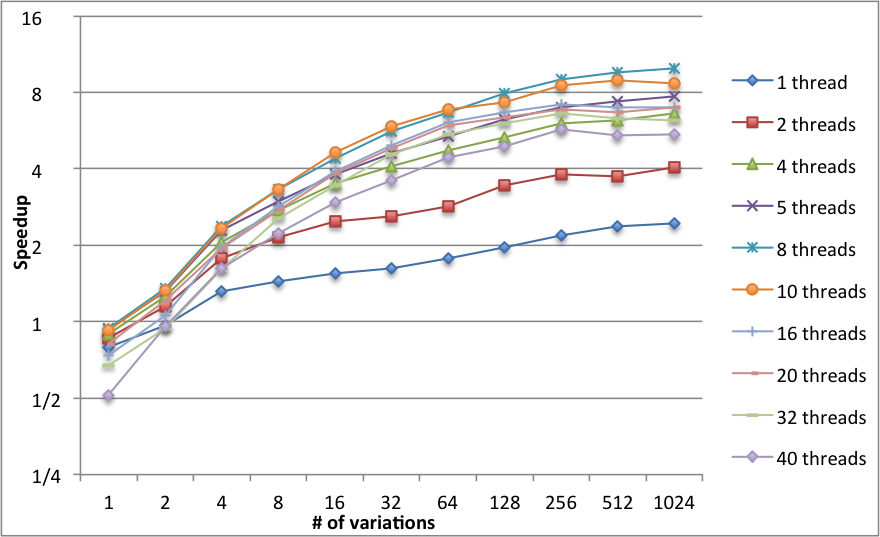 16
8
4
2
1
1/2
1/4
Speedup
1 2 4 8 16 32 64 128 256 512 1024
# of variations
1 thread
2 threads
4 threads
5 threads
8 threads
10 threads
16 threads
20 threads
32 threads
40 threads